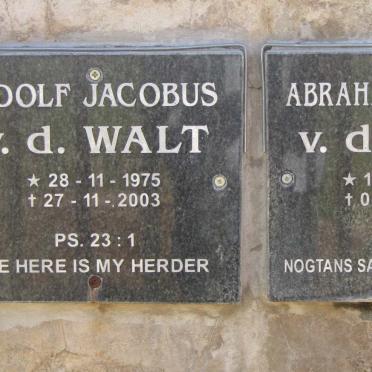 DOLF JACOBUS
v. d. WALT
★ 28 - 11 - 1975
† 27 - 11 -. 2003
PS. 23 : 1
E HERE IS MY HERDER
ABRAH
v. d
★ 1
† 0
NOGTANS SA